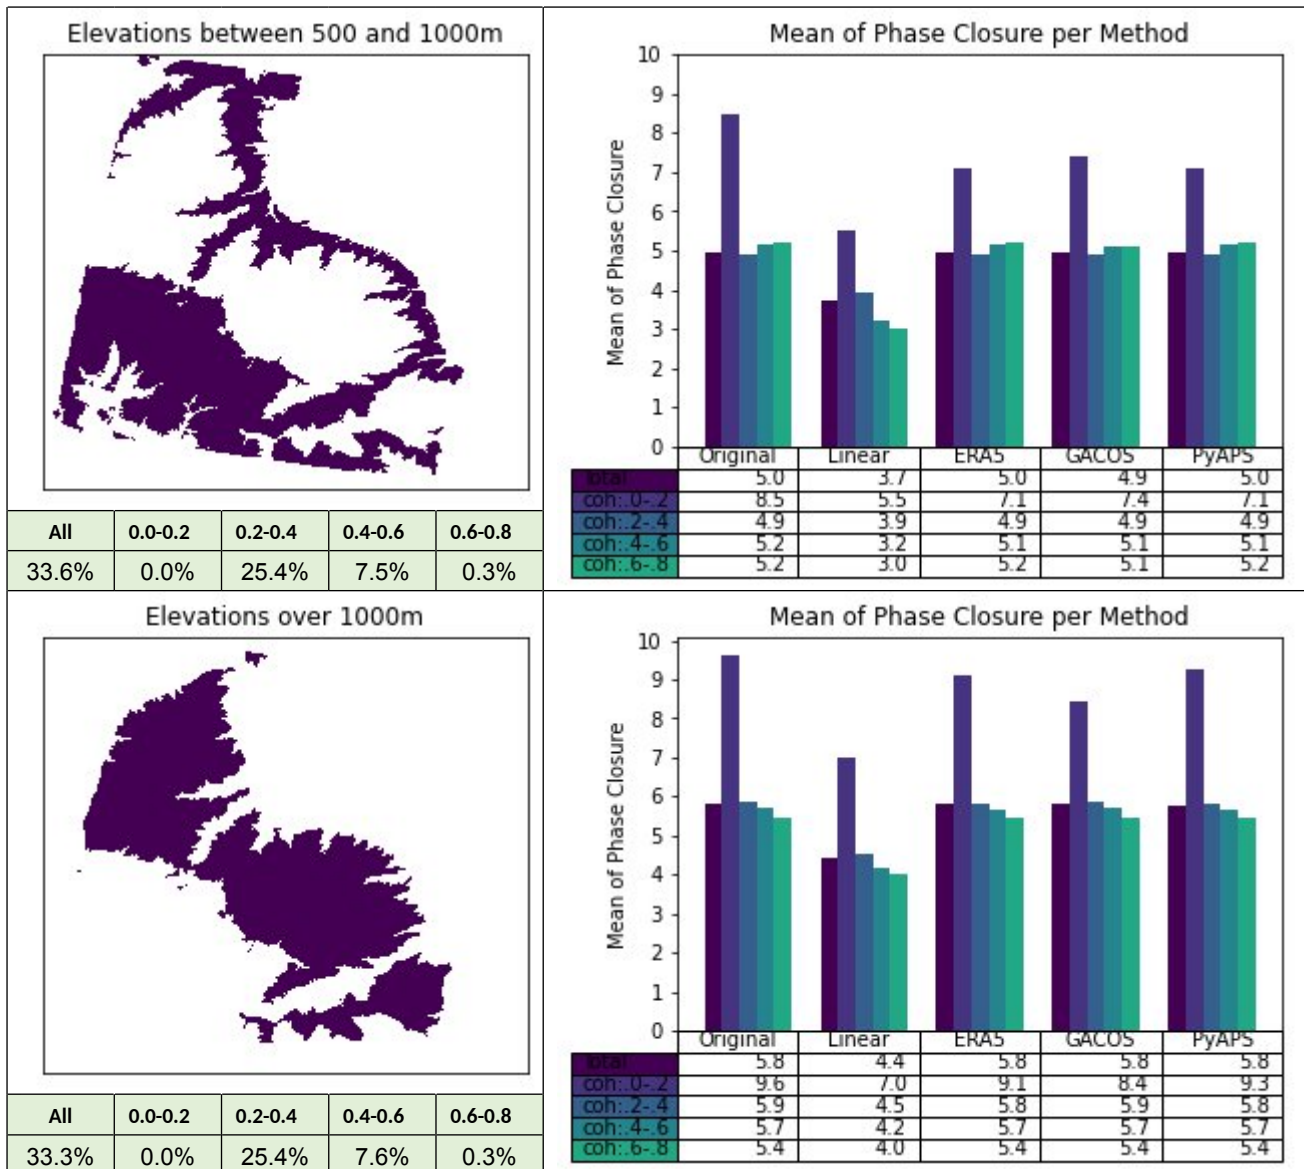 Elevations between 500 and 1000m
All 0.0-0.2 0.2-0.4 0.4-0.6 0.6-0.8
33.6% 0.0% 25.4% 7.5% 0.3%
Mean of Phase Closure per Method
Mean of Phase Closure
10
9
8
7
6
5
4
3
2
1
0
Original Linear ERA5 GACOS PyAPS
Total 5.0 3.7 5.0 4.9 5.0
coh:.0-.2 8.5 5.5 7.1 7.4 7.1
coh:.2-.4 4.9 3.9 4.9 4.9 4.9
coh:.4-.6 5.2 3.2 5.1 5.1 5.1
coh:.6-.8 5.2 3.0 5.2 5.1 5.2
Elevations over 1000m
All 0.0-0.2 0.2-0.4 0.4-0.6 0.6-0.8
33.3% 0.0% 25.4% 7.6% 0.3%
Mean of Phase Closure per Method
Mean of Phase Closure
10
9
8
7
6
5
4
3
2
1
0
Original Linear ERA5 GACOS PyAPS
Total 5.8 4.4 5.8 5.8 5.8
coh:.0-.2 9.6 7.0 9.1 8.4 9.3
coh:.2-.4 5.9 4.5 5.8 5.9 5.8
coh:.4-.6 5.7 4.2 5.7 5.7 5.7
coh:.6-.8 5.4 4.0 5.4 5.4 5.4